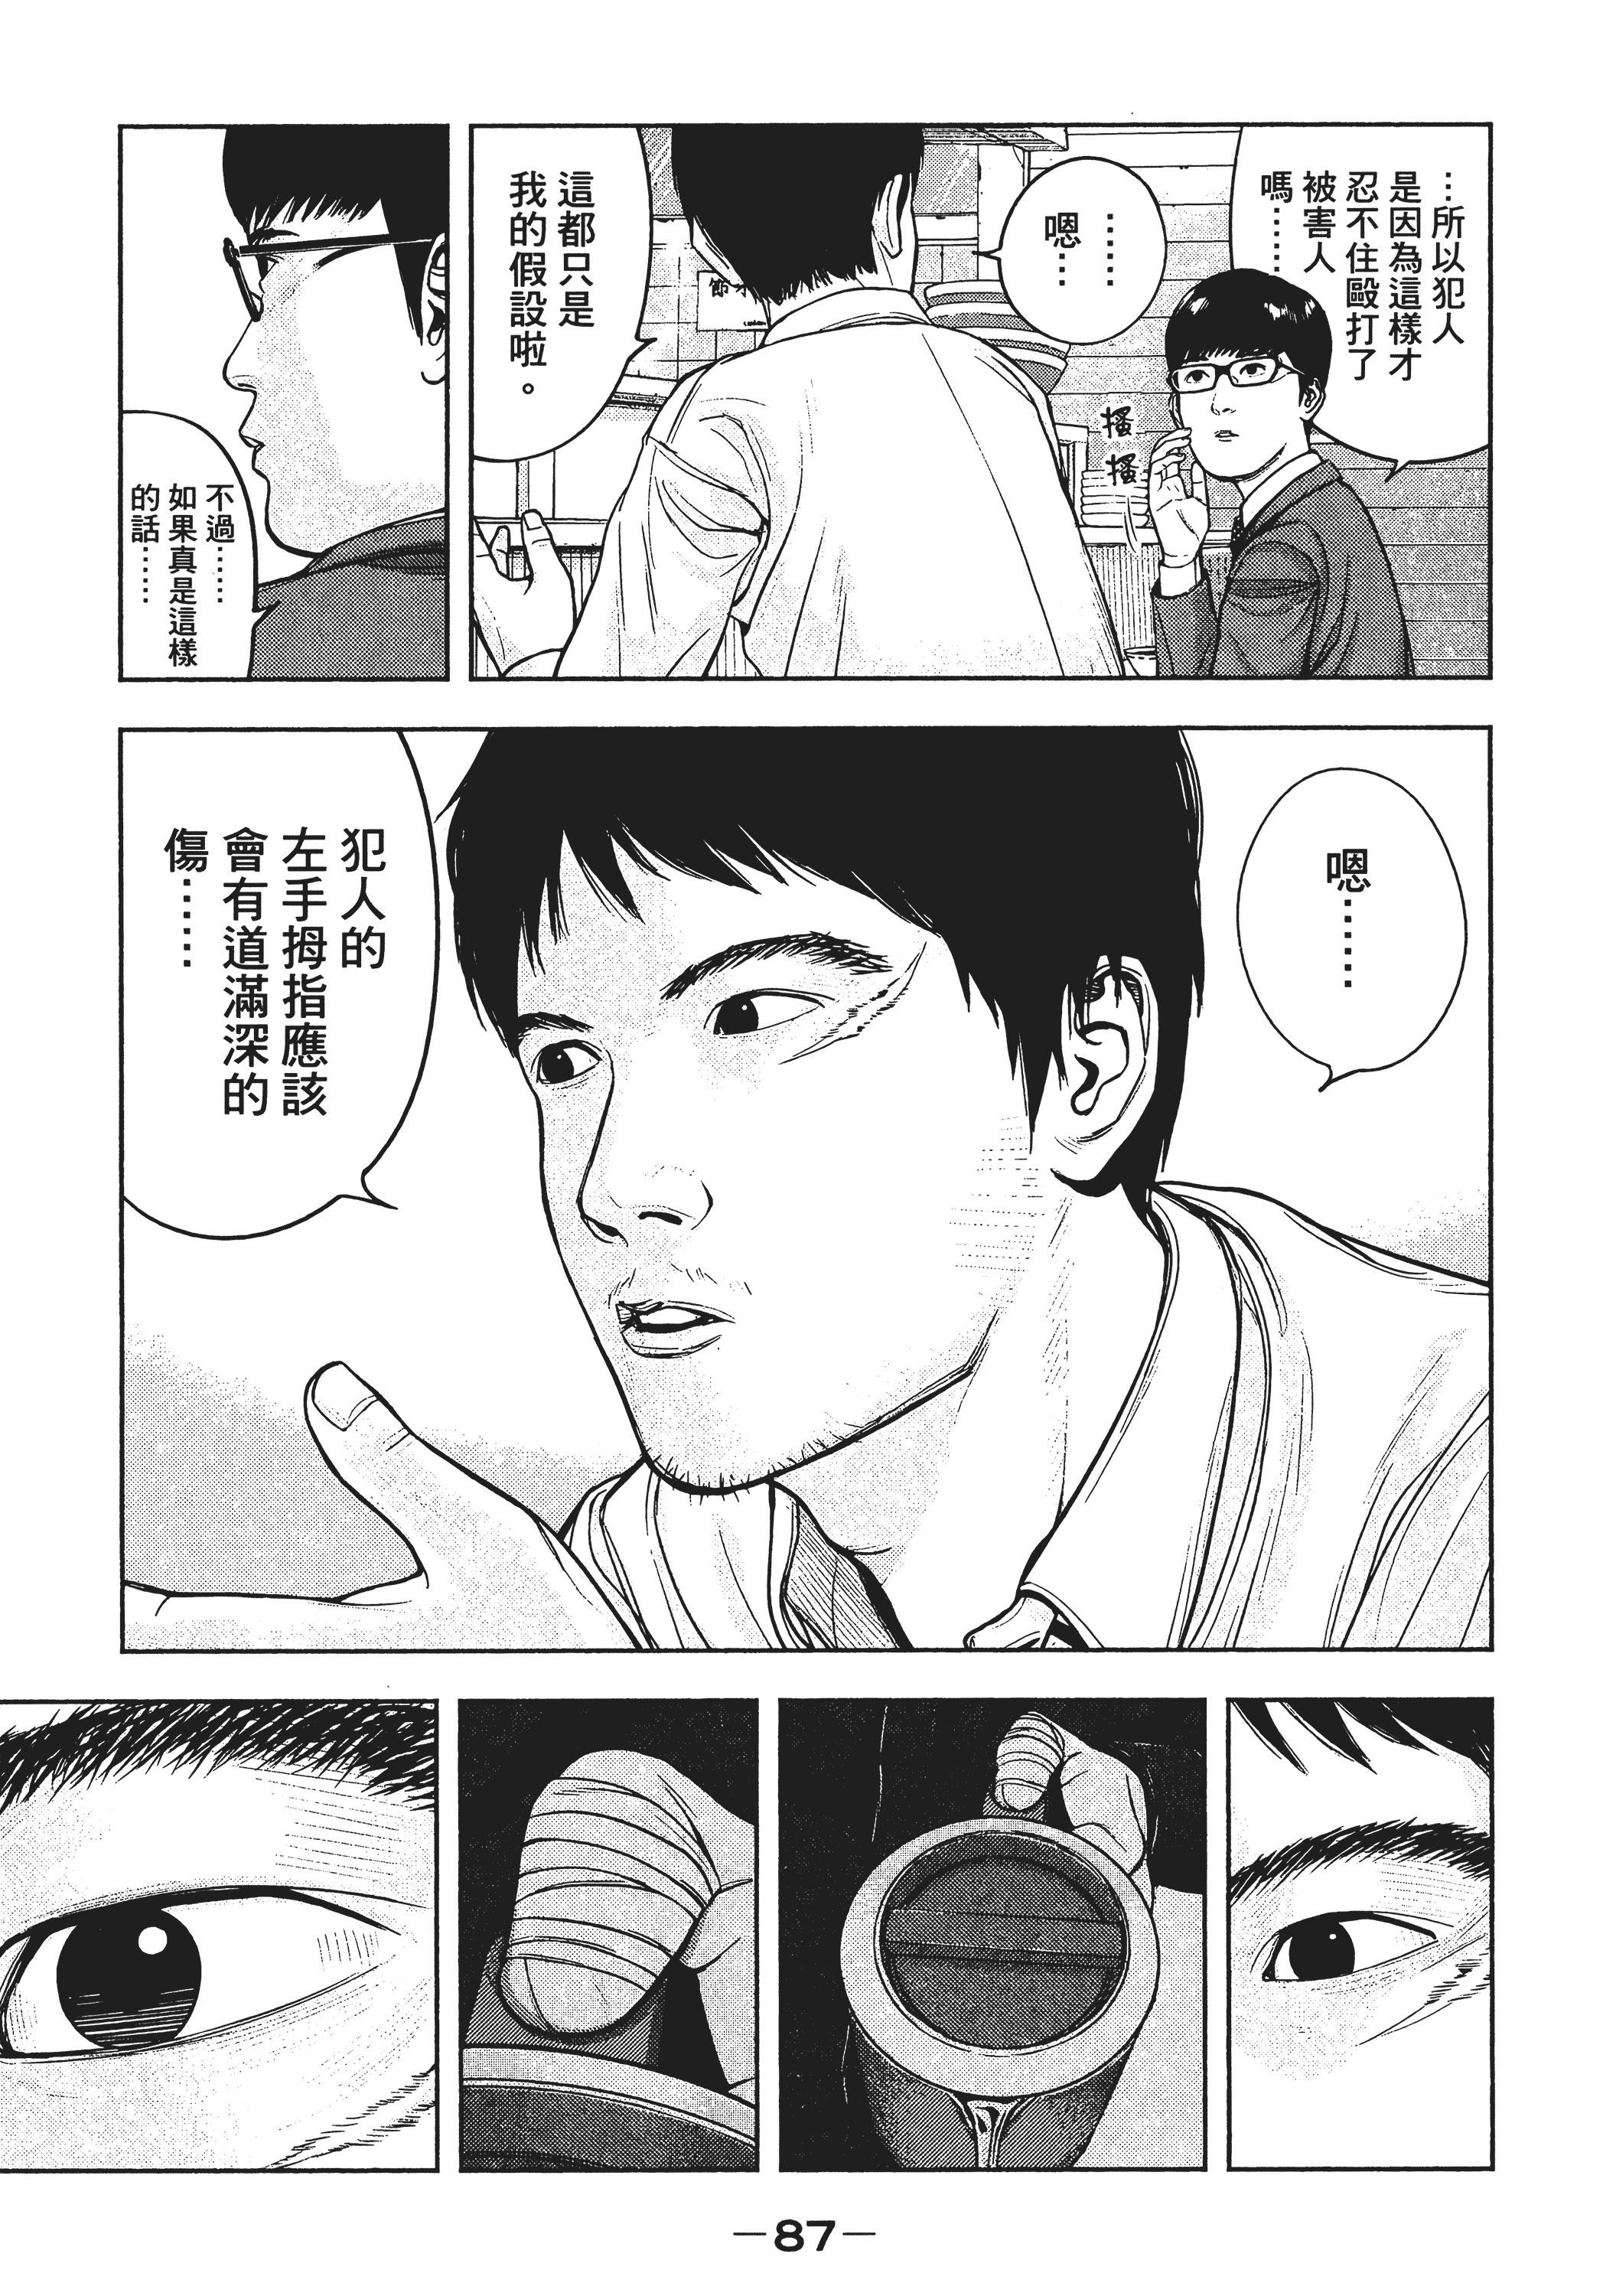 …所以犯人
是因為這樣才
忍不住毆打了
被害人
嗎……
……
嗯…
搔
搔
這都只是
我的假設啦。
不過……
如果真是這樣
的話……
嗯……
犯人的
左手拇指應該
會有道滿深的
傷……
—87—